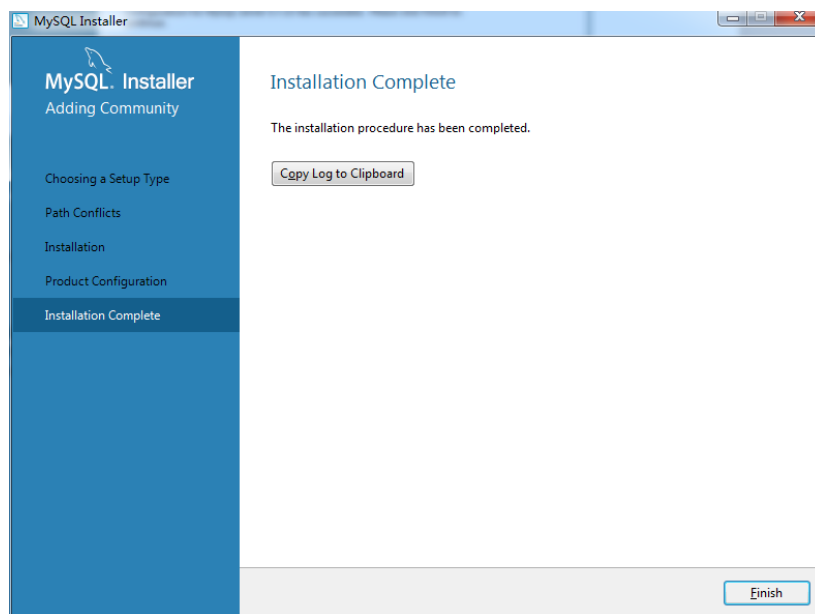 MySQL Installer
MySQL. Installer
Adding Community
Choosing a Setup Type
Path Conflicts
Installation
Product Configuration
Installation Complete
Installation Complete
The installation procedure has been completed.
Copy Log to Clipboard
Finish